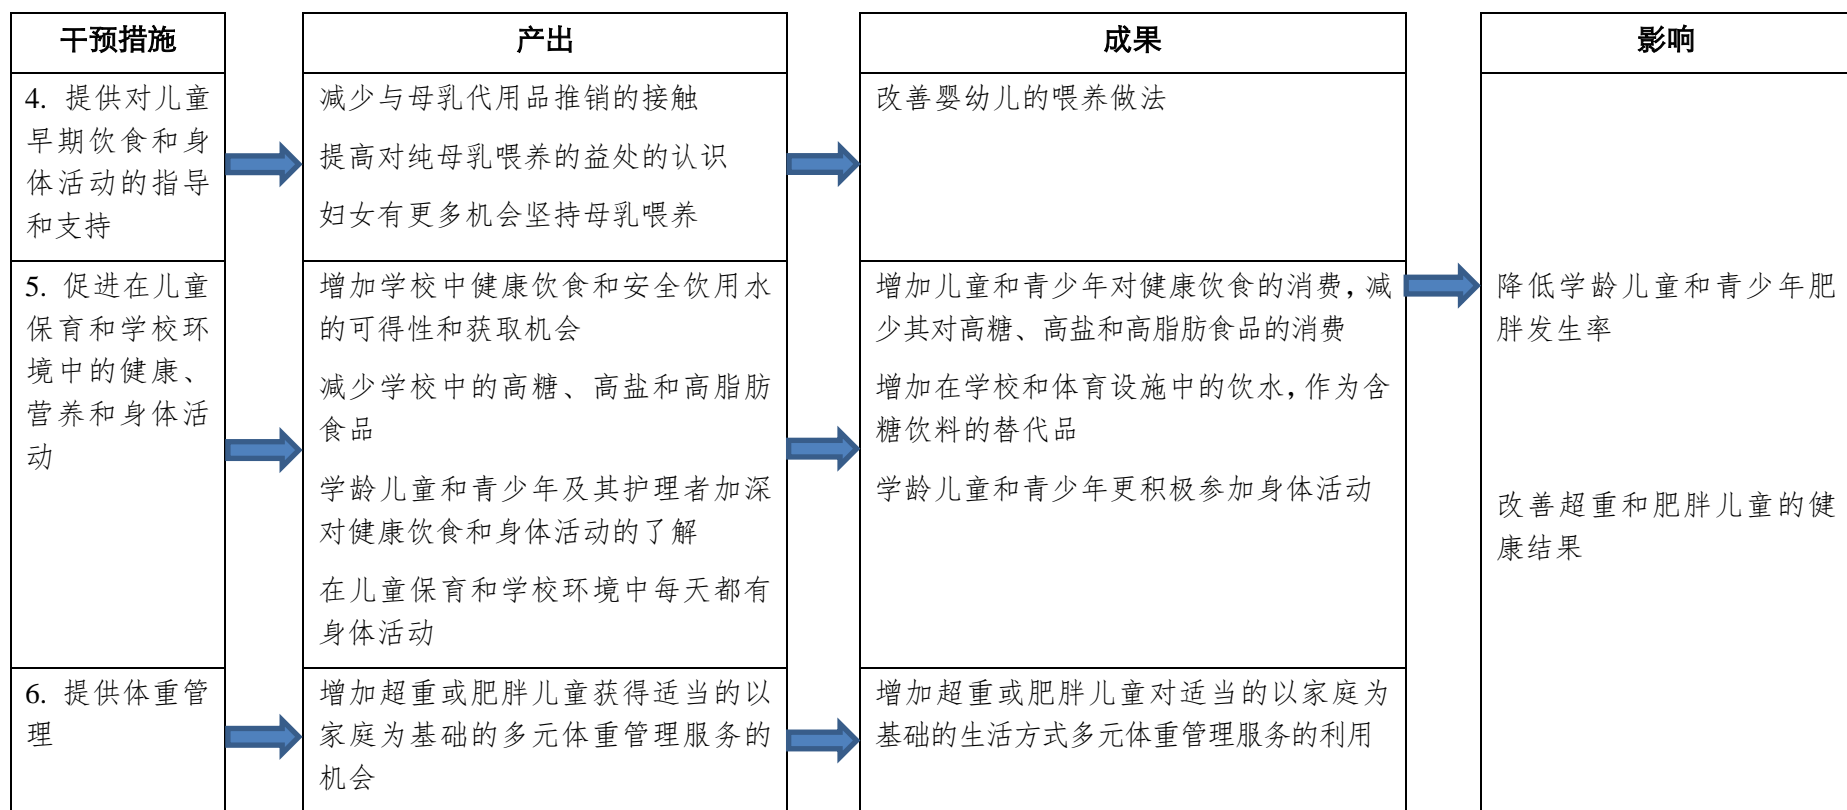 干预措施
产出
成果
影响
4. 提供对儿童
早期饮食和身
体活动的指导
和支持
减少与母乳代用品推销的接触
提高对纯母乳喂养的益处的认识
妇女有更多机会坚持母乳喂养
改善婴幼儿的喂养做法
5. 促进在儿童
保育和学校环
境中的健康、
营养和身体活
动
增加学校中健康饮食和安全饮用水
的可得性和获取机会
减少学校中的高糖、高盐和高脂肪
食品
学龄儿童和青少年及其护理者加深
对健康饮食和身体活动的了解
在儿童保育和学校环境中每天都有
身体活动
增加儿童和青少年对健康饮食的消费，减
少其对高糖、高盐和高脂肪食品的消费
增加在学校和体育设施中的饮水，作为含
糖饮料的替代品
学龄儿童和青少年更积极参加身体活动
6. 提供体重管
理
增加超重或肥胖儿童获得适当的以
家庭为基础的多元体重管理服务的
机会
增加超重或肥胖儿童对适当的以家庭为
基础的生活方式多元体重管理服务的利用
降低学龄儿童和青少年肥
胖发生率
改善超重和肥胖儿童的健
康结果